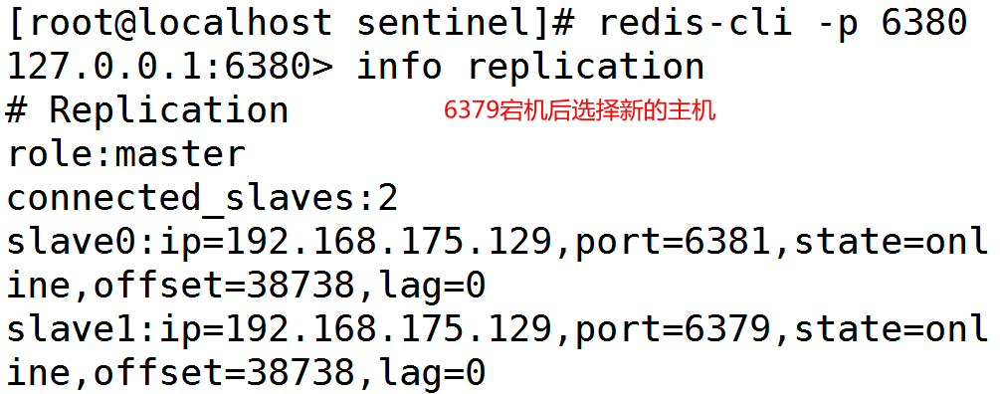 [root@localhost sentinel]# redis-cli -p 6380
127.0.0.1:6380> info replication
# Replication
6379宕机后选择新的主机
role:master
connected_slaves:2
slave0:ip=192.168.175.129,port=6381,state=onl
ine,offset=38738,lag=0
slave1:ip=192.168.175.129,port=6379,state=onl
ine,offset=38738,lag=0